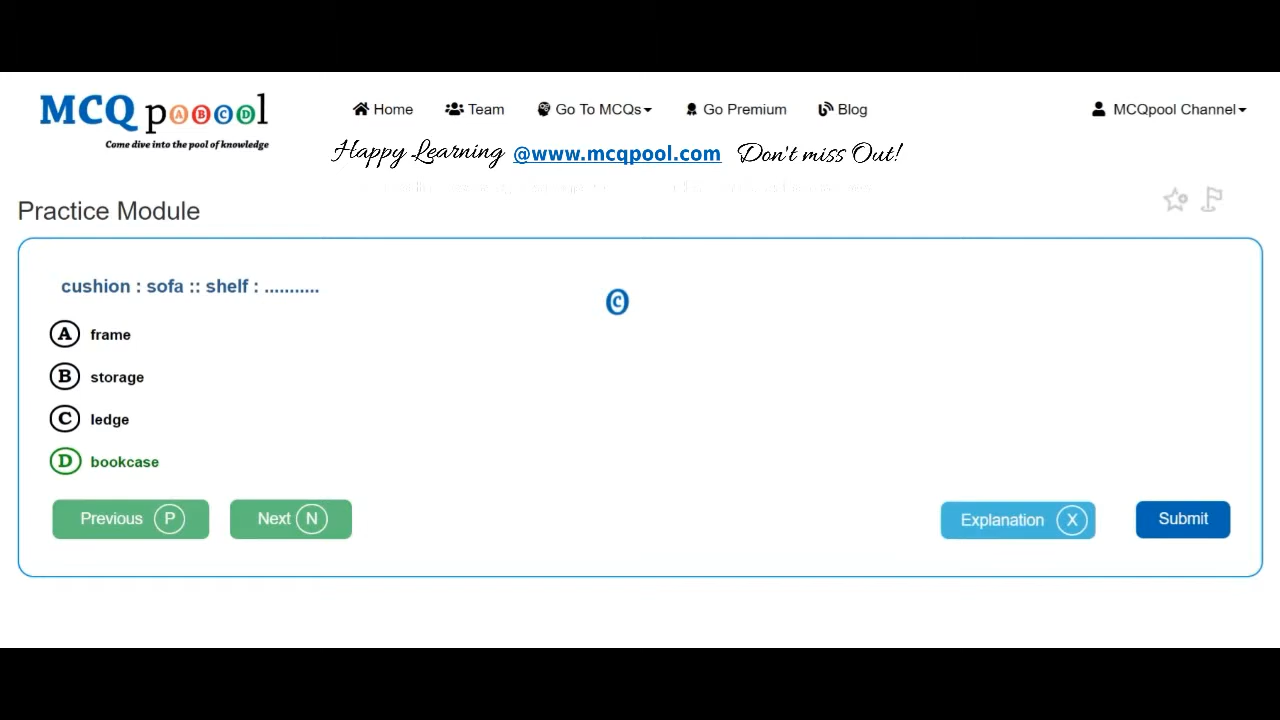 MCQ pABCDl
Come dive into the pool of knowledge
Home Team Go To MCQs Go Premium Blog MCQpool Channel
Happy Learning @www.mcqpool.com Don't miss Out!
Practice Module
cushion : sofa :: shelf : ...........
C
A frame
B storage
C ledge
D bookcase
Previous P Next N Explanation X Submit